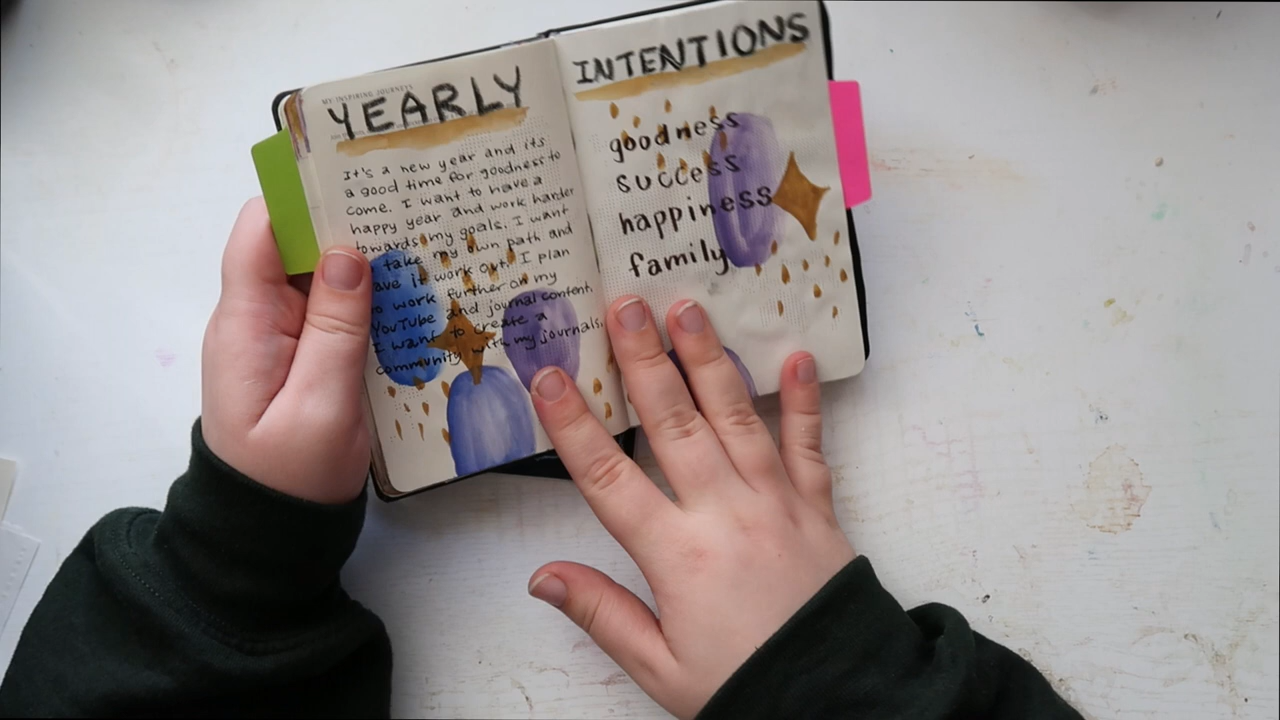 MY INSPIRING JOURNEYS
YEARLY
It's a new year and its
a good time for goodness to
come. I want to have a
happy year and work harder
towards my goals. I want
take my own path and
ave it work out. I plan
to work further on my
YouTube and journal content.
I want to create a
community with my journals.
INTENTIONS
goodness
success
happiness
family